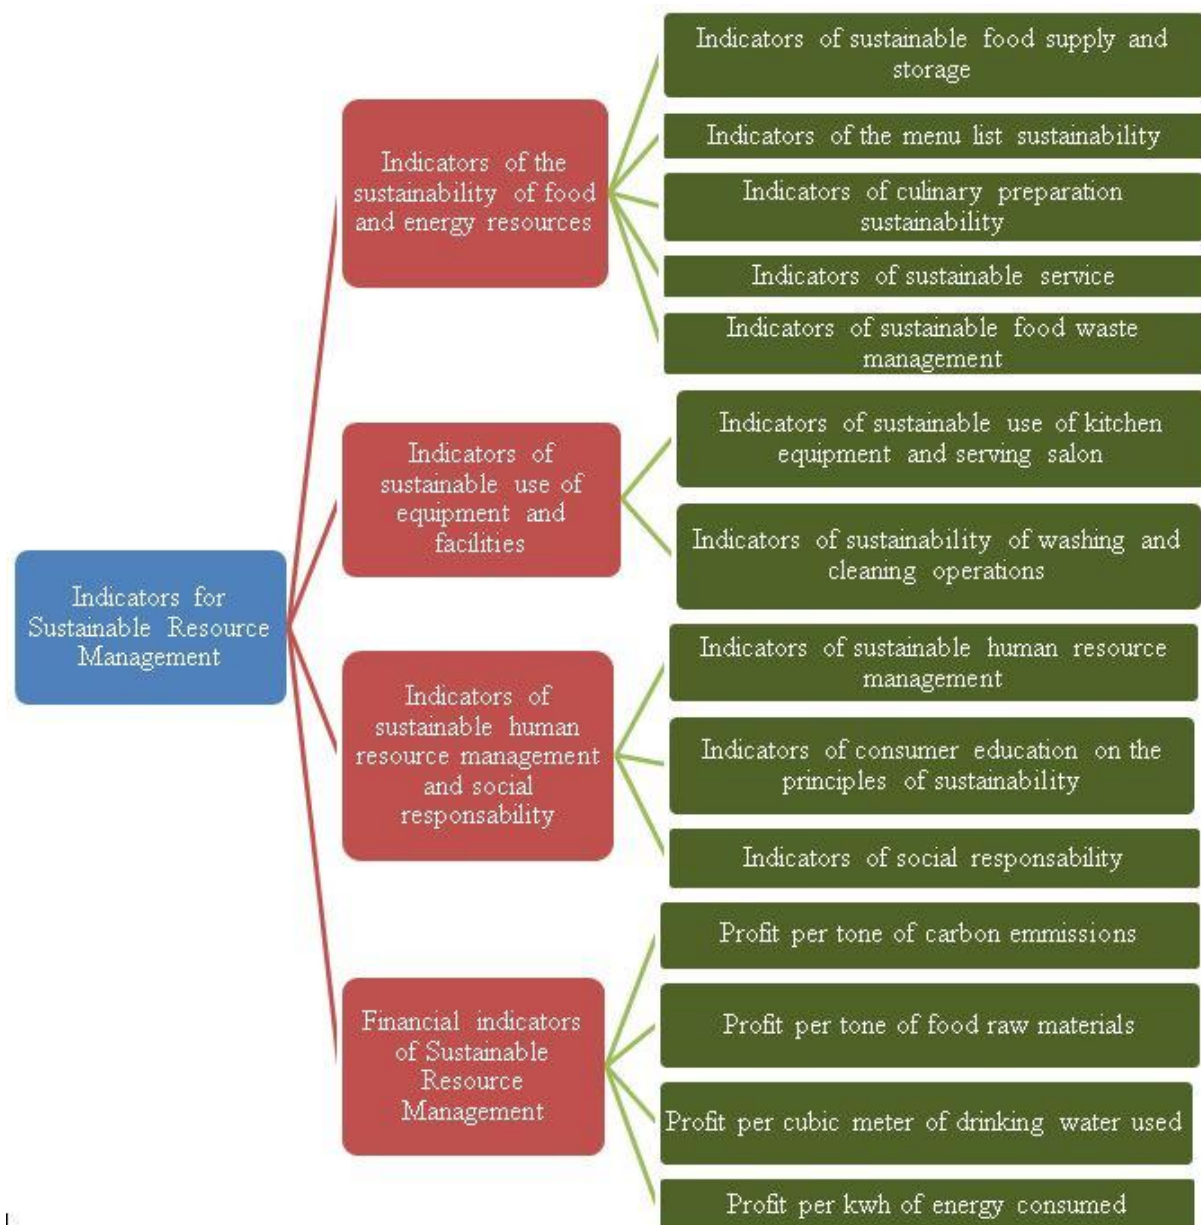 Indicators for
Sustainable Resource
Management
Indicators of the
sustainability of food
and energy resources
Indicators of sustainable food supply and
storage
Indicators of the menu list sustainability
Indicators of culinary preparation
sustainability
Indicators of sustainable service
Indicators of sustainable food waste
management
Indicators of
sustainable use of
equipment and
facilities
Indicators of sustainable use of kitchen
equipment and serving salon
Indicators of sustainability of washing and
cleaning operations
Indicators of
sustainable human
resource management
and social
responsability
Indicators of sustainable human resource
management
Indicators of consumer education on the
principles of sustainability
Indicators of social responsability
Financial indicators
of Sustainable
Resource
Management
Profit per tone of carbon emmissions
Profit per tone of food raw materials
Profit per cubic meter of drinking water used
Profit per kwh of energy consumed